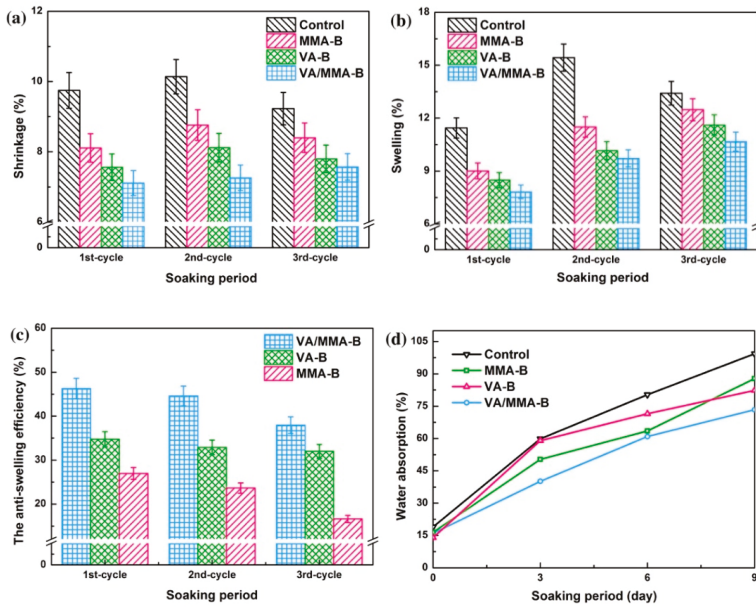 (a)
Control
MMA-B
VA-B
VA/MMA-B
Shrinkage (%)
12
10
8
6
0
1st-cycle 2nd-cycle 3rd-cycle
Soaking period
(b)
Control
MMA-B
VA-B
VA/MMA-B
Swelling (%)
18
15
12
9
6
0
1st-cycle 2nd-cycle 3rd-cycle
Soaking period
(c)
VA/MMA-B
VA-B
MMA-B
The anti-swelling efficiency (%)
60
50
40
30
20
0
1st-cycle 2nd-cycle 3rd-cycle
Soaking period
(d)
Control
MMA-B
VA-B
VA/MMA-B
Water absorption (%)
105
90
75
60
45
30
15
0
0 3 6 9
Soaking period (day)